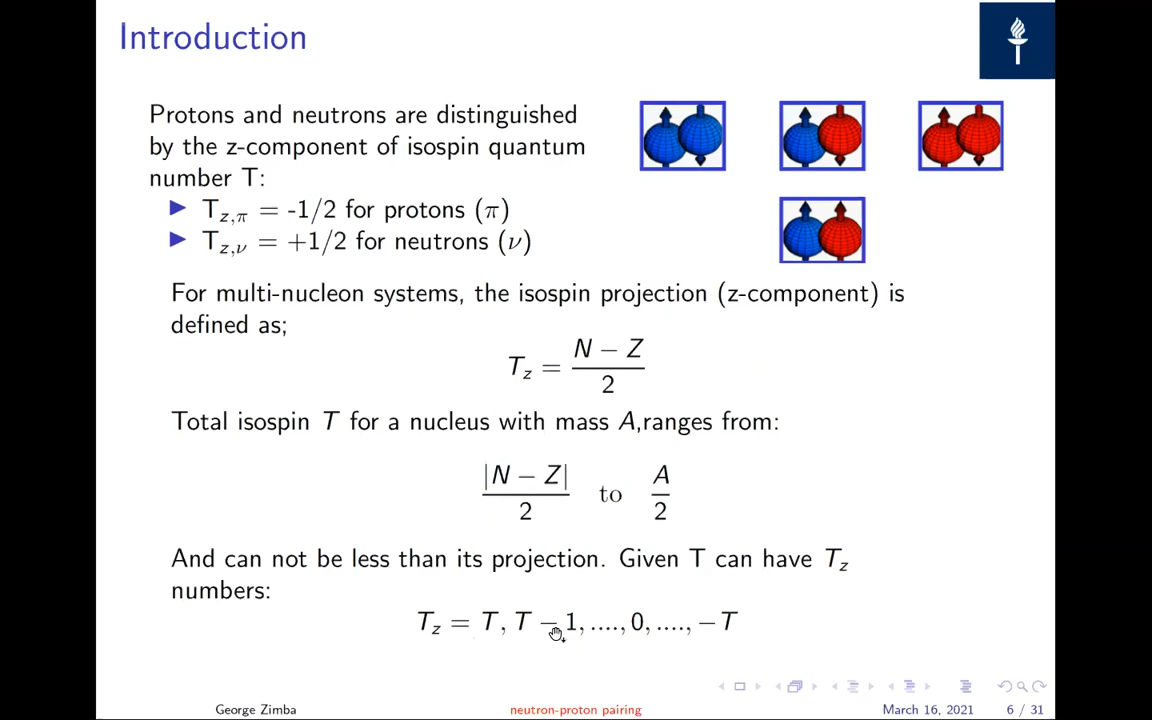 Introduction
Protons and neutrons are distinguished
by the z-component of isospin quantum
number T:
T_{z,π} = -1/2 for protons (π)
T_{z,ν} = +1/2 for neutrons (ν)
For multi-nucleon systems, the isospin projection (z-component) is
defined as;
T_z = \frac{N − Z}{2}
Total isospin T for a nucleus with mass A,ranges from:
\frac{|N − Z|}{2} to \frac{A}{2}
And can not be less than its projection. Given T can have T_z
numbers:
T_z = T, T − 1, ...., 0, ...., −T
George Zimba
neutron-proton pairing
March 16, 2021
6 / 31